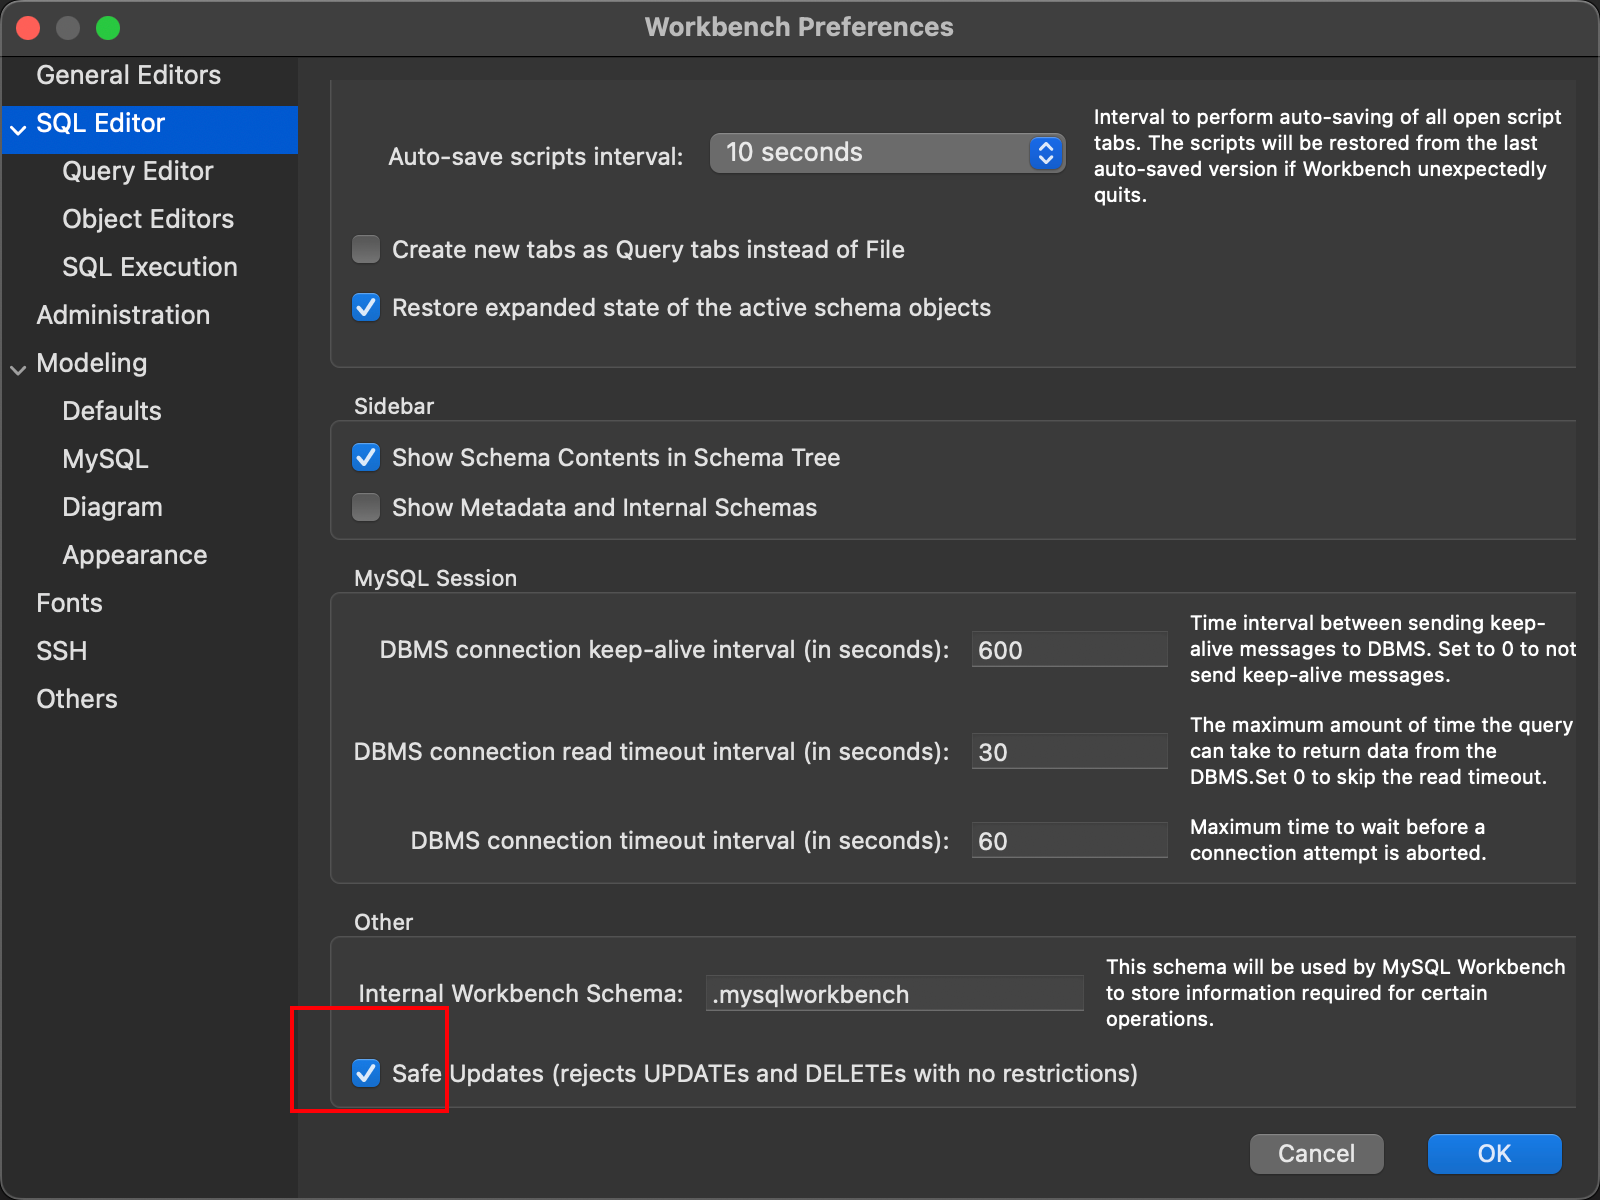 Workbench Preferences
General Editors
SQL Editor
Query Editor
Object Editors
SQL Execution
Administration
Modeling
Defaults
MySQL
Diagram
Appearance
Fonts
SSH
Others
Auto-save scripts interval:
10 seconds
Interval to perform auto-saving of all open script
tabs. The scripts will be restored from the last
auto-saved version if Workbench unexpectedly
quits.
Create new tabs as Query tabs instead of File
Restore expanded state of the active schema objects
Sidebar
Show Schema Contents in Schema Tree
Show Metadata and Internal Schemas
MySQL Session
DBMS connection keep-alive interval (in seconds):
600
Time interval between sending keep-
alive messages to DBMS. Set to 0 to not
send keep-alive messages.
DBMS connection read timeout interval (in seconds):
30
The maximum amount of time the query
can take to return data from the
DBMS.Set 0 to skip the read timeout.
DBMS connection timeout interval (in seconds):
60
Maximum time to wait before a
connection attempt is aborted.
Other
Internal Workbench Schema:
.mysqlworkbench
This schema will be used by MySQL Workbench
to store information required for certain
operations.
Safe Updates (rejects UPDATEs and DELETEs with no restrictions)
Cancel
OK